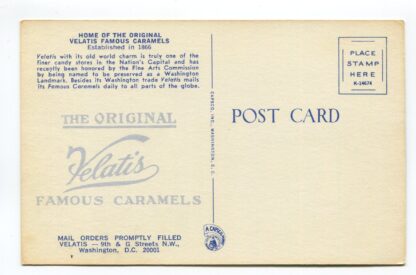 HOME OF THE ORIGINAL
VELATIS FAMOUS CARAMELS
Established in 1866
Velatis with its old world charm is truly one of the
finer candy stores in the Nation's Capital and has
recently been honored by the Fine Arts Commission
by being named to be preserved as a Washington
Landmark. Besides its Washington trade Velatis mails
its Famous Caramels daily to all parts of the globe.
THE ORIGINAL
Velatis
FAMOUS CARAMELS
MAIL ORDERS PROMPTLY FILLED
VELATIS — 9th & G Streets N.W.,
Washington, D.C. 20001
CAPSCO, INC. WASHINGTON, D. C.
POST CARD
PLACE
STAMP
HERE
K-14674